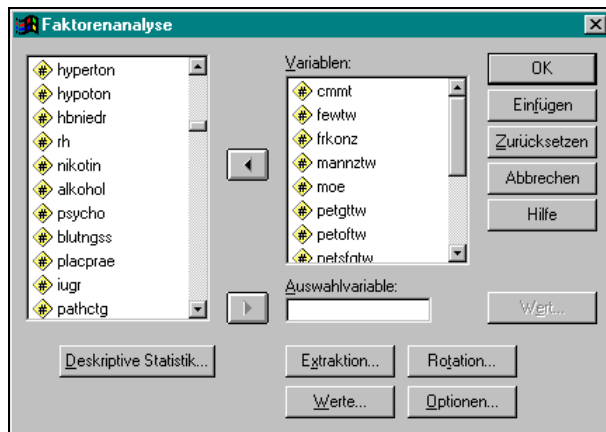 Faktorenanalyse
hyperton
hypoton
hbniedr
rh
nikotin
alkohol
psycho
blutngss
placprae
iugr
pathctg
Variablen:
cmmt
fewtw
frkonz
mannztw
moe
petgttw
petoftw
petsfgtw
Auswahlvariable:
OK
Einfügen
Zurücksetzen
Abbrechen
Hilfe
Wert...
Deskriptive Statistik...
Extraktion...
Rotation...
Werte...
Optionen...